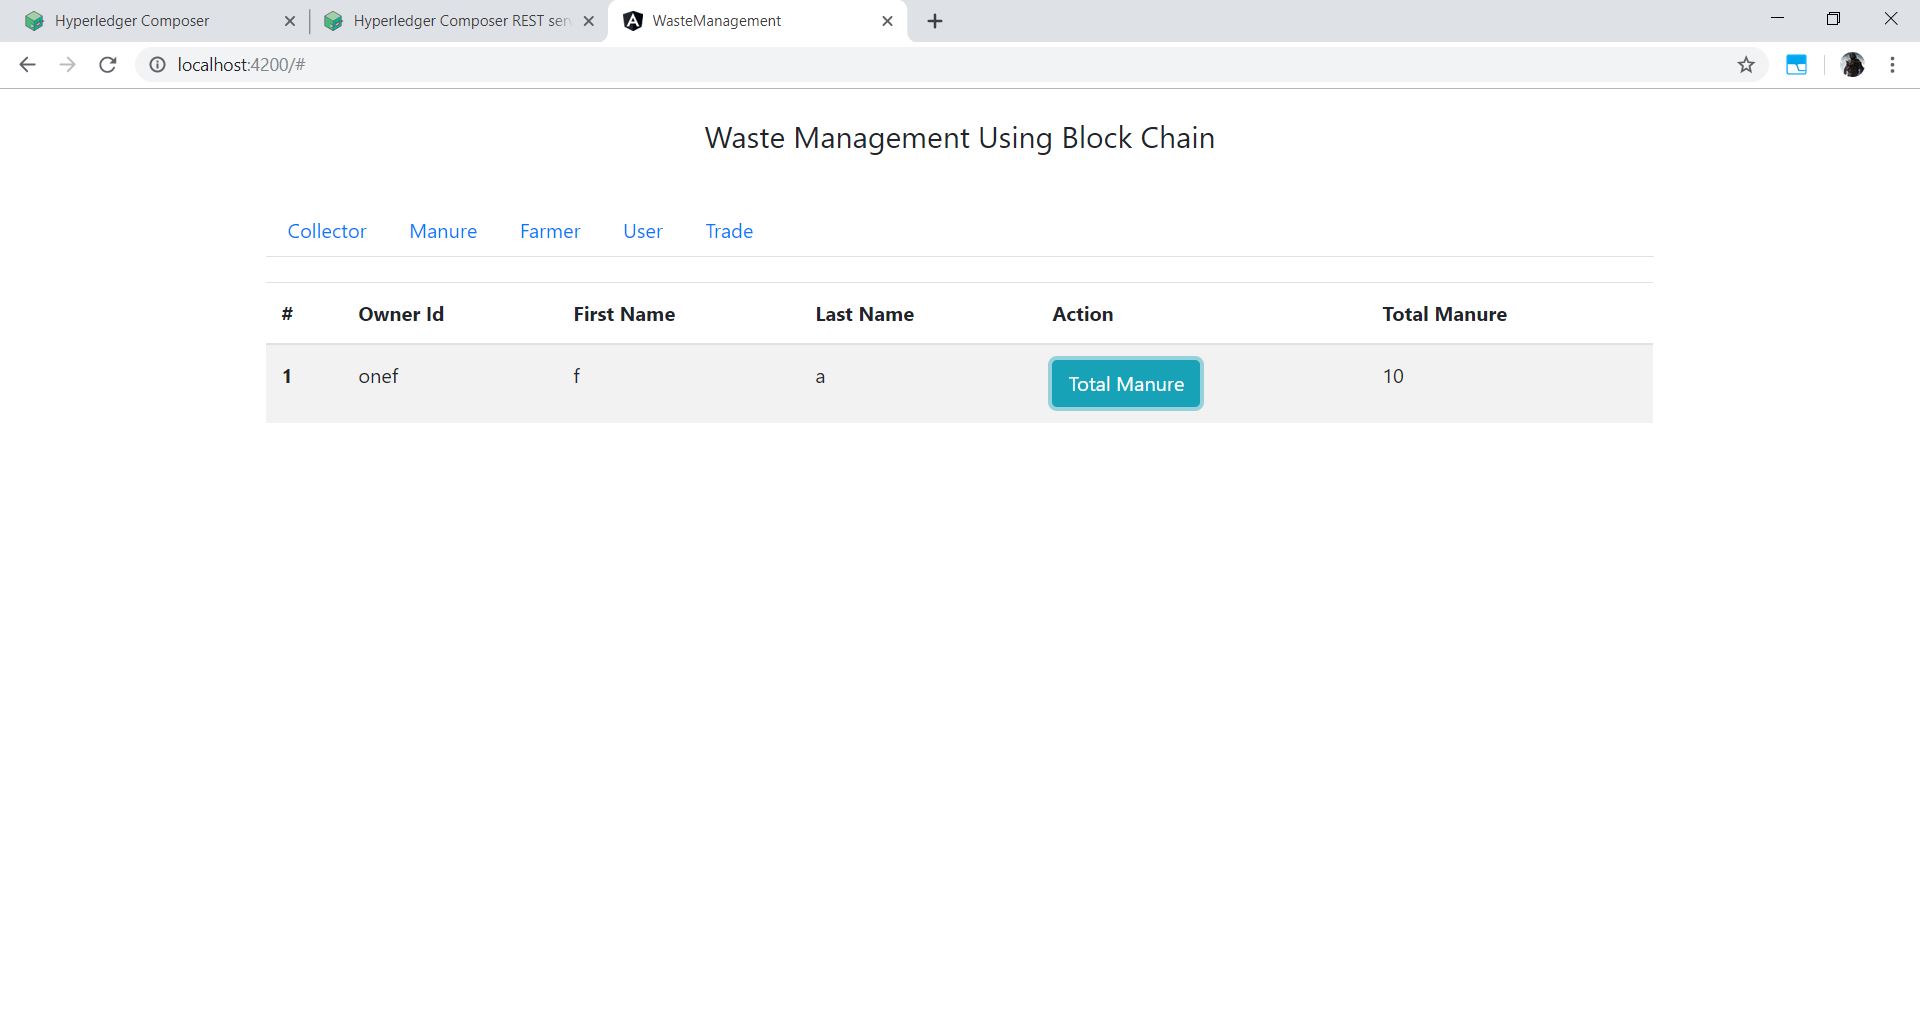 Hyperledger Composer
Hyperledger Composer REST ser
WasteManagement
localhost:4200/#
Waste Management Using Block Chain
Collector Manure Farmer User Trade
# Owner Id First Name Last Name Action Total Manure
1 onef f a Total Manure 10